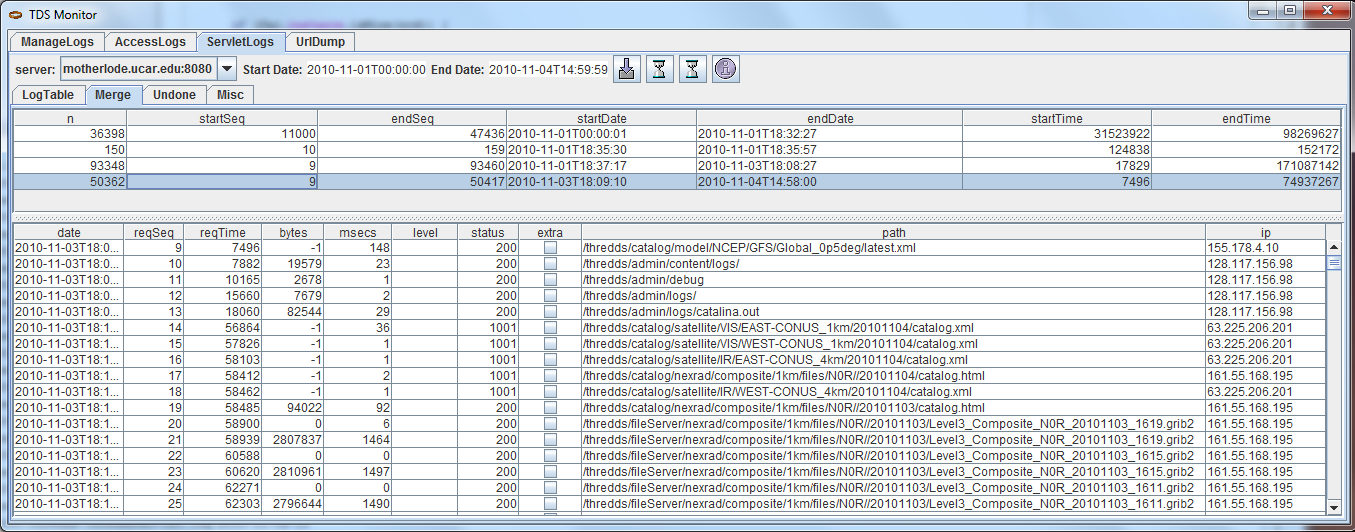 TDS Monitor
ManageLogs AccessLogs ServletLogs UrlDump
server: motherlode.ucar.edu:8080 Start Date: 2010-11-01T00:00:00 End Date: 2010-11-04T14:59:59
LogTable Merge Undone Misc
n startSeq endSeq startDate endDate startTime endTime
36398 11000 47436 2010-11-01T00:00:01 2010-11-01T18:32:27 31523922 98269627
150 10 159 2010-11-01T18:35:30 2010-11-01T18:35:57 124838 152172
93348 9 93460 2010-11-01T18:37:17 2010-11-03T18:08:27 17829 171087142
50362 9 50417 2010-11-03T18:09:10 2010-11-04T14:58:00 7496 74937267
date reqSeq reqTime bytes msecs level status extra path ip
2010-11-03T18:0... 9 7496 -1 148 200 /thredds/catalog/model/NCEP/GFS/Global_0p5deg/latest.xml 155.178.4.10
2010-11-03T18:0... 10 7882 19579 23 200 /thredds/admin/content/logs/ 128.117.156.98
2010-11-03T18:0... 11 10165 2678 1 200 /thredds/admin/debug 128.117.156.98
2010-11-03T18:0... 12 15660 7679 2 200 /thredds/admin/logs/ 128.117.156.98
2010-11-03T18:0... 13 18060 82544 29 200 /thredds/admin/logs/catalina.out 128.117.156.98
2010-11-03T18:1... 14 56864 -1 36 1001 /thredds/catalog/satellite/VIS/EAST-CONUS_1km/20101104/catalog.xml 63.225.206.201
2010-11-03T18:1... 15 57826 -1 1 1001 /thredds/catalog/satellite/VIS/WEST-CONUS_1km/20101104/catalog.xml 63.225.206.201
2010-11-03T18:1... 16 58103 -1 1 1001 /thredds/catalog/satellite/IR/EAST-CONUS_4km/20101104/catalog.xml 63.225.206.201
2010-11-03T18:1... 17 58412 -1 2 1001 /thredds/catalog/nexrad/composite/1km/files/N0R//20101104/catalog.html 161.55.168.195
2010-11-03T18:1... 18 58462 -1 1 1001 /thredds/catalog/satellite/IR/WEST-CONUS_4km/20101104/catalog.xml 63.225.206.201
2010-11-03T18:1... 19 58485 94022 92 200 /thredds/catalog/nexrad/composite/1km/files/N0R//20101103/catalog.html 161.55.168.195
2010-11-03T18:1... 20 58900 0 6 200 /thredds/fileServer/nexrad/composite/1km/files/N0R//20101103/Level3_Composite_N0R_20101103_1619.grib2 161.55.168.195
2010-11-03T18:1... 21 58939 2807837 1464 200 /thredds/fileServer/nexrad/composite/1km/files/N0R//20101103/Level3_Composite_N0R_20101103_1619.grib2 161.55.168.195
2010-11-03T18:1... 22 60588 0 0 200 /thredds/fileServer/nexrad/composite/1km/files/N0R//20101103/Level3_Composite_N0R_20101103_1615.grib2 161.55.168.195
2010-11-03T18:1... 23 60620 2810961 1497 200 /thredds/fileServer/nexrad/composite/1km/files/N0R//20101103/Level3_Composite_N0R_20101103_1615.grib2 161.55.168.195
2010-11-03T18:1... 24 62271 0 0 200 /thredds/fileServer/nexrad/composite/1km/files/N0R//20101103/Level3_Composite_N0R_20101103_1611.grib2 161.55.168.195
2010-11-03T18:1... 25 62303 2796644 1490 200 /thredds/fileServer/nexrad/composite/1km/files/N0R//20101103/Level3_Composite_N0R_20101103_1611.grib2 161.55.168.195